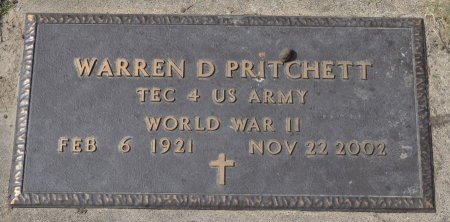 WARREN D PRITCHETT
TEC 4 US ARMY
WORLD WAR II
FEB 6 1921 NOV 22 2002